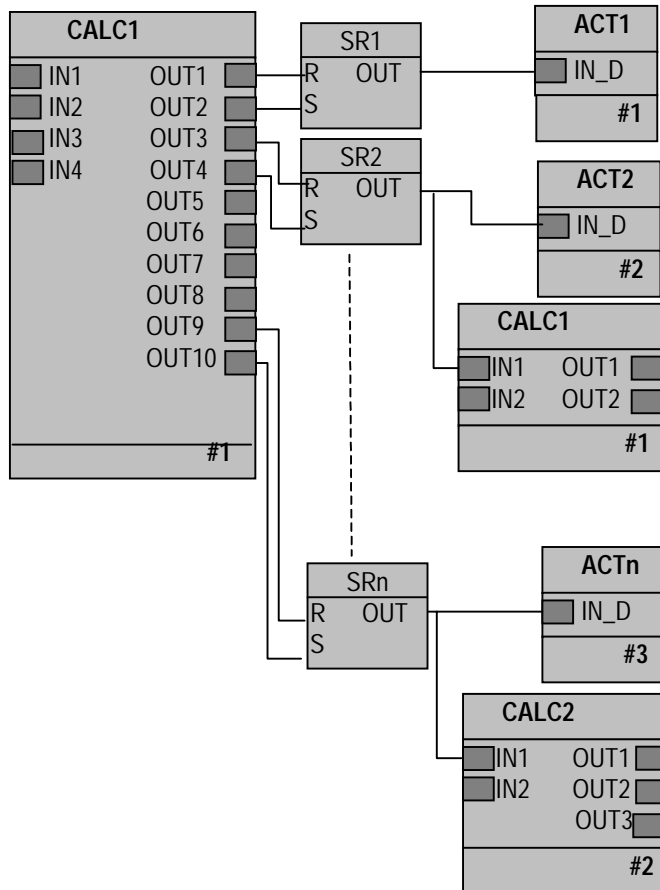 CALC1
IN1 OUT1
IN2 OUT2
IN3 OUT3
IN4 OUT4
OUT5
OUT6
OUT7
OUT8
OUT9
OUT10
#1
SR1
R OUT
S
ACT1
IN_D
#1
SR2
R OUT
S
ACT2
IN_D
#2
CALC1
IN1 OUT1
IN2 OUT2
#1
SRn
R OUT
S
ACTn
IN_D
#3
CALC2
IN1 OUT1
IN2 OUT2
OUT3
#2